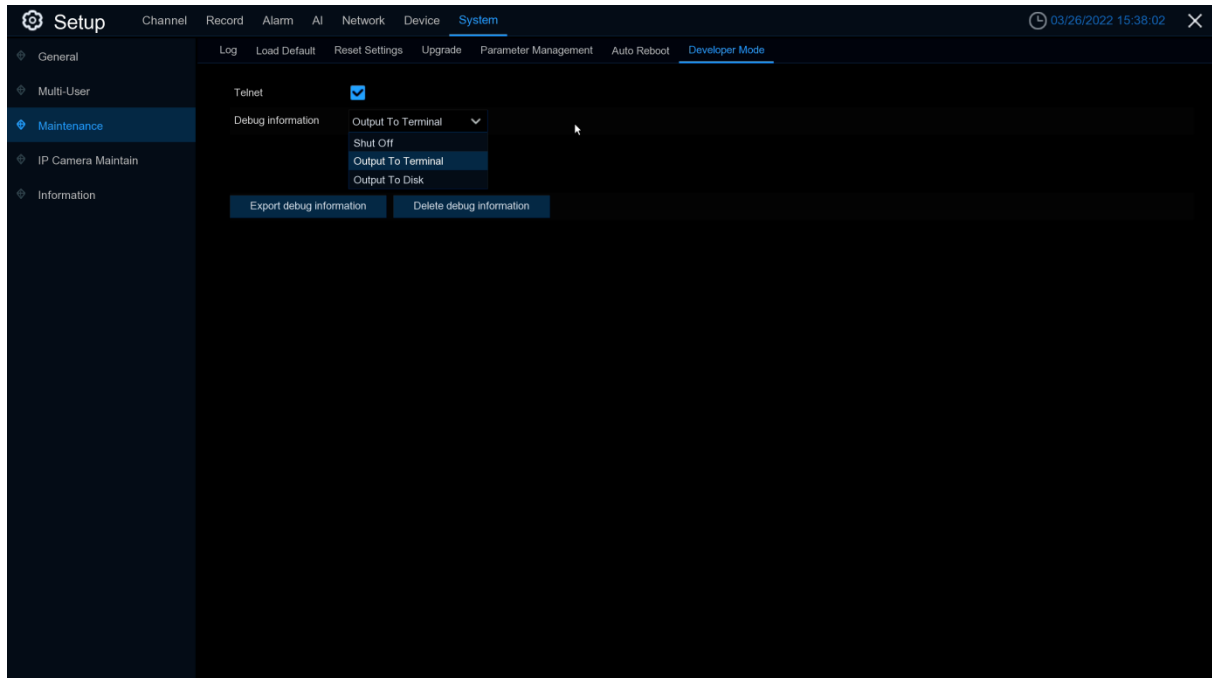 Setup Channel Record Alarm AI Network Device System 03/26/2022 15:38:02
General
Multi-User
Maintenance
IP Camera Maintain
Information
Log Load Default Reset Settings Upgrade Parameter Management Auto Reboot Developer Mode
Telnet
Debug information Output To Terminal
Shut Off
Output To Terminal
Output To Disk
Export debug information Delete debug information